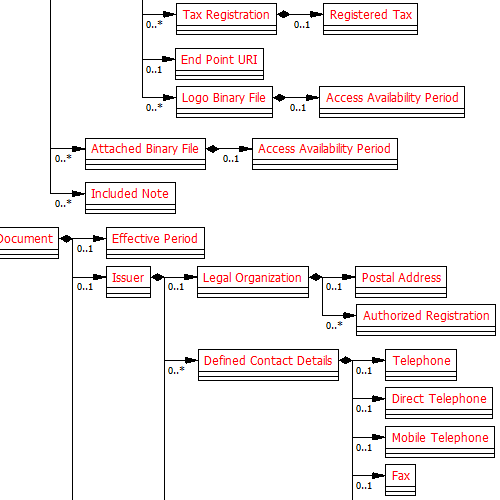 Tax Registration
Registered Tax
0..*
0..1
End Point URI
0..1
Logo Binary File
Access Availability Period
0..*
0..1
Attached Binary File
Access Availability Period
0..*
0..1
Included Note
0..*
Document
Effective Period
0..1
Issuer
Legal Organization
Postal Address
0..1
0..1
0..1
Authorized Registration
0..*
Defined Contact Details
Telephone
0..*
0..1
Direct Telephone
0..1
Mobile Telephone
0..1
Fax
0..1